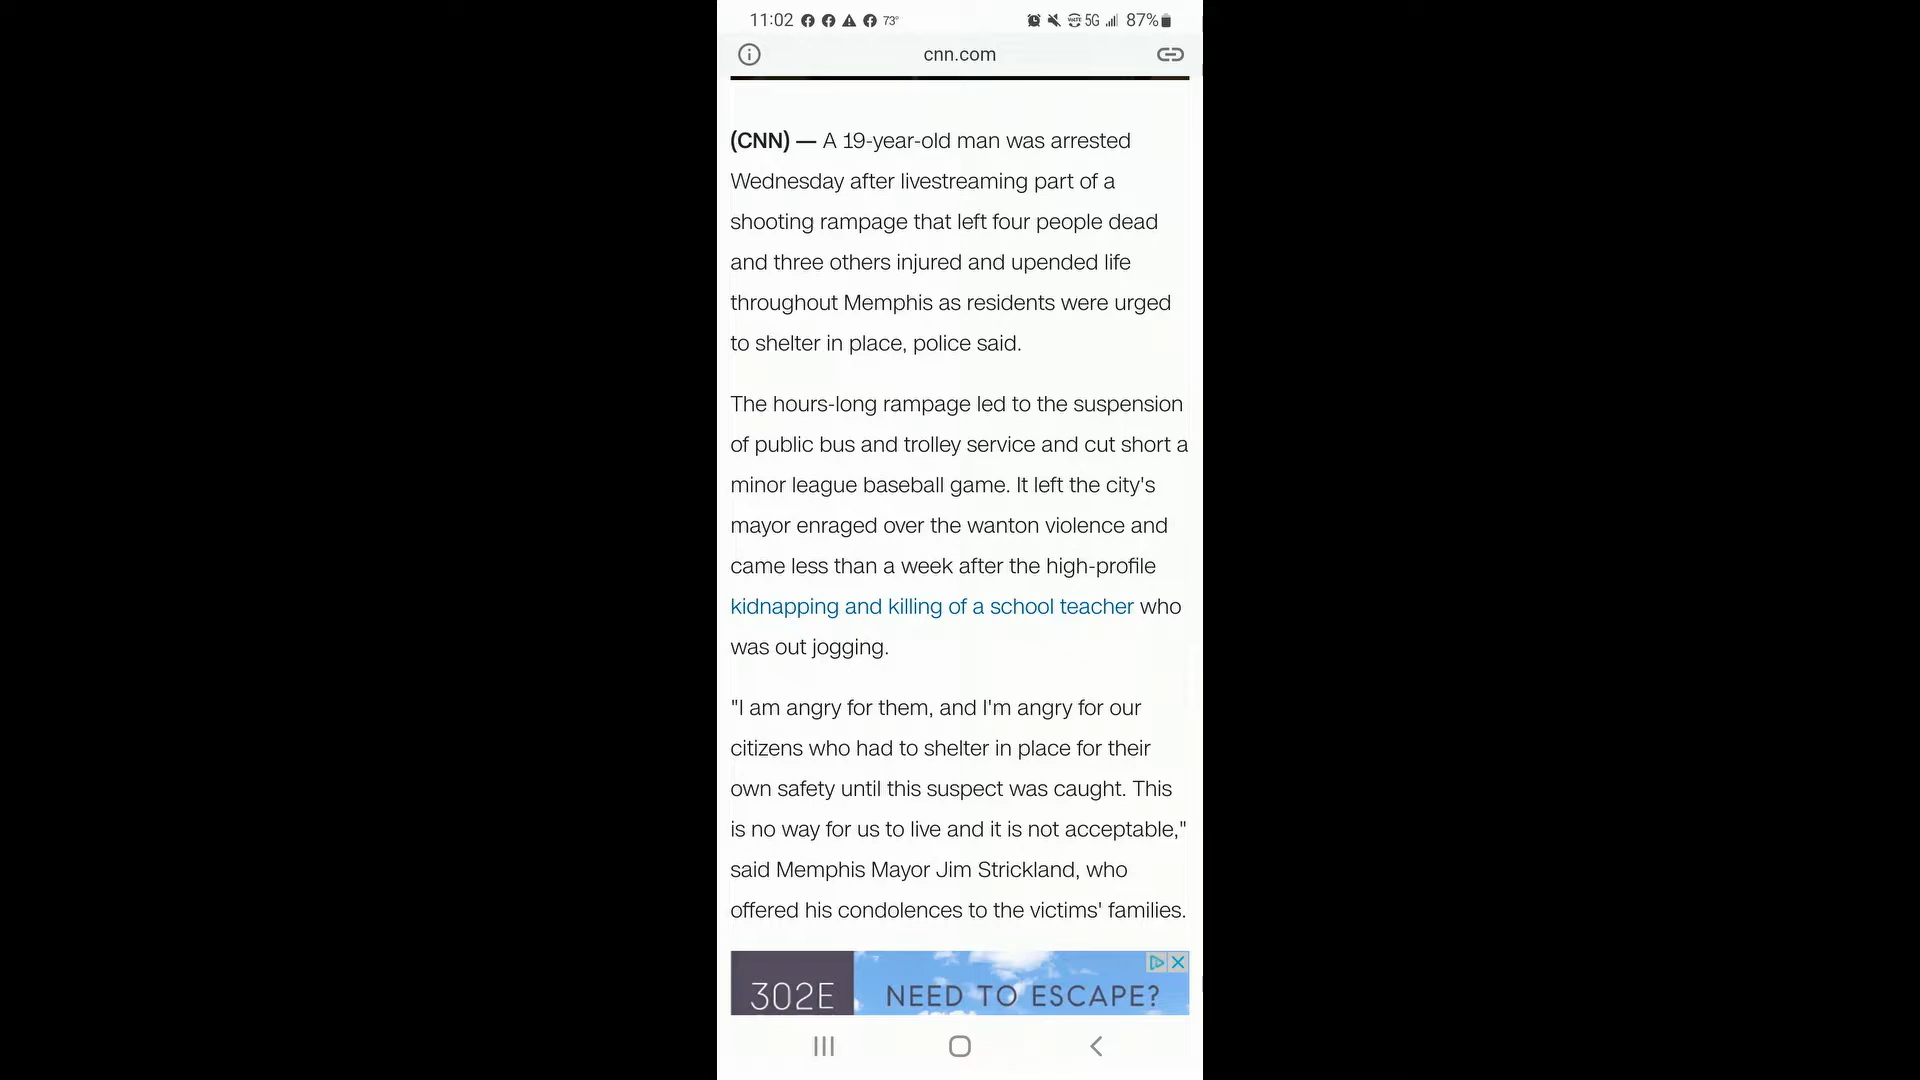 11:02 73° 5G 87%
cnn.com
(CNN) — A 19-year-old man was arrested
Wednesday after livestreaming part of a
shooting rampage that left four people dead
and three others injured and upended life
throughout Memphis as residents were urged
to shelter in place, police said.
The hours-long rampage led to the suspension
of public bus and trolley service and cut short a
minor league baseball game. It left the city's
mayor enraged over the wanton violence and
came less than a week after the high-profile
kidnapping and killing of a school teacher who
was out jogging.
"I am angry for them, and I'm angry for our
citizens who had to shelter in place for their
own safety until this suspect was caught. This
is no way for us to live and it is not acceptable,"
said Memphis Mayor Jim Strickland, who
offered his condolences to the victims' families.
302E NEED TO ESCAPE?